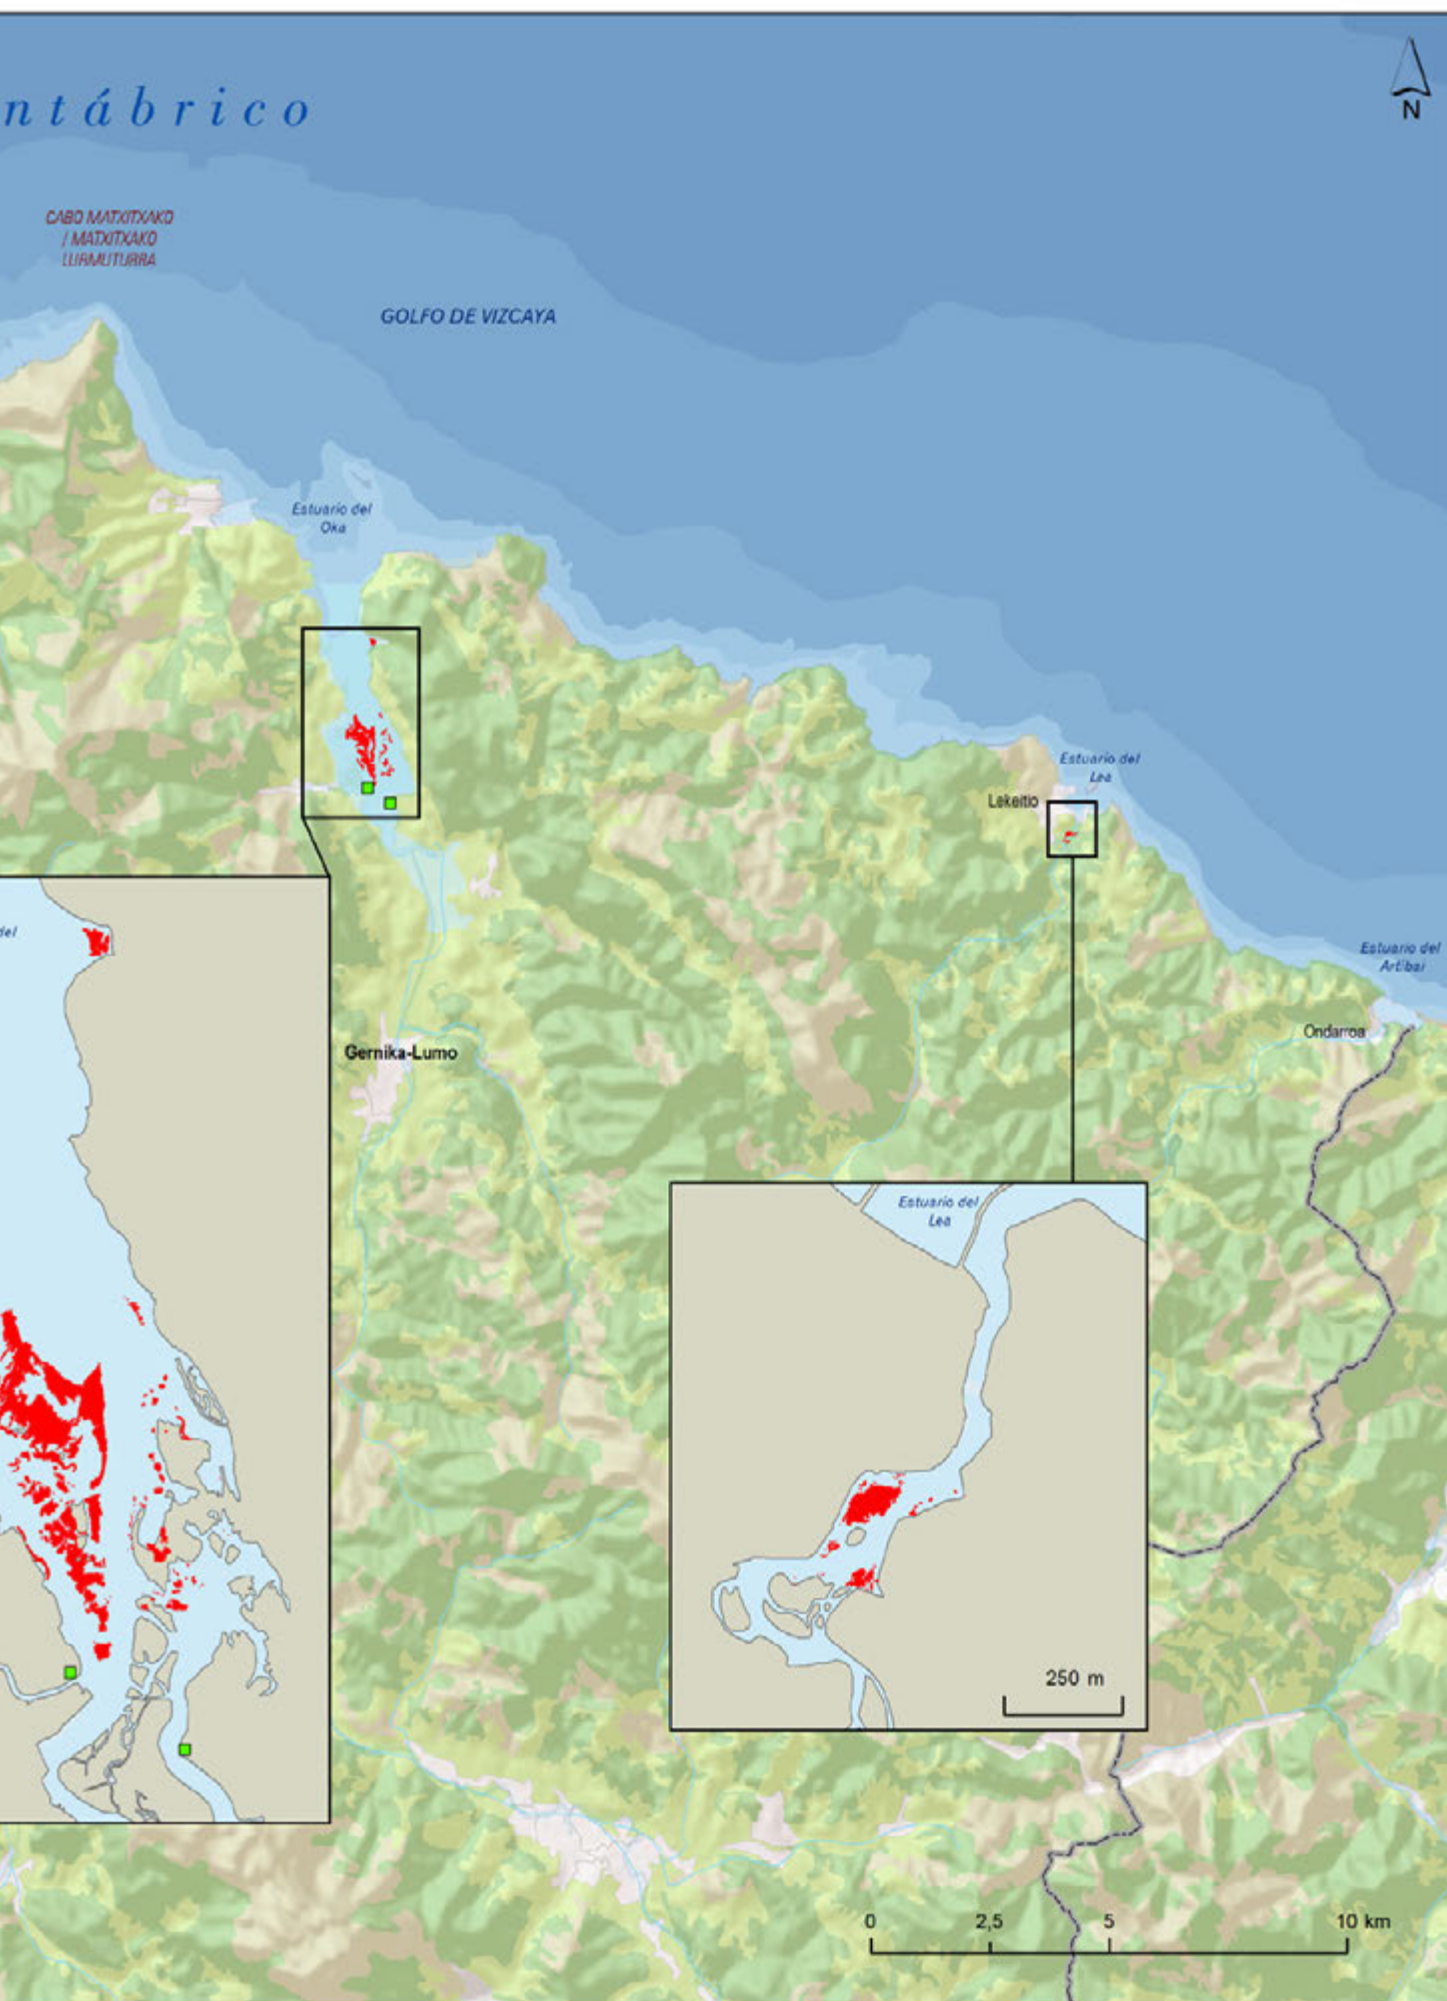 ntábrico
N
CABO MATXITXAKO
/ MATXITXAKO
LURMUTURRA
GOLFO DE VIZCAYA
Estuario del
Oka
Estuario del
Lea
Lekeitio
del
Estuario del
Artibai
Ondarroa
Gernika-Lumo
Estuario del
Lea
250 m
0 2,5 5 10 km